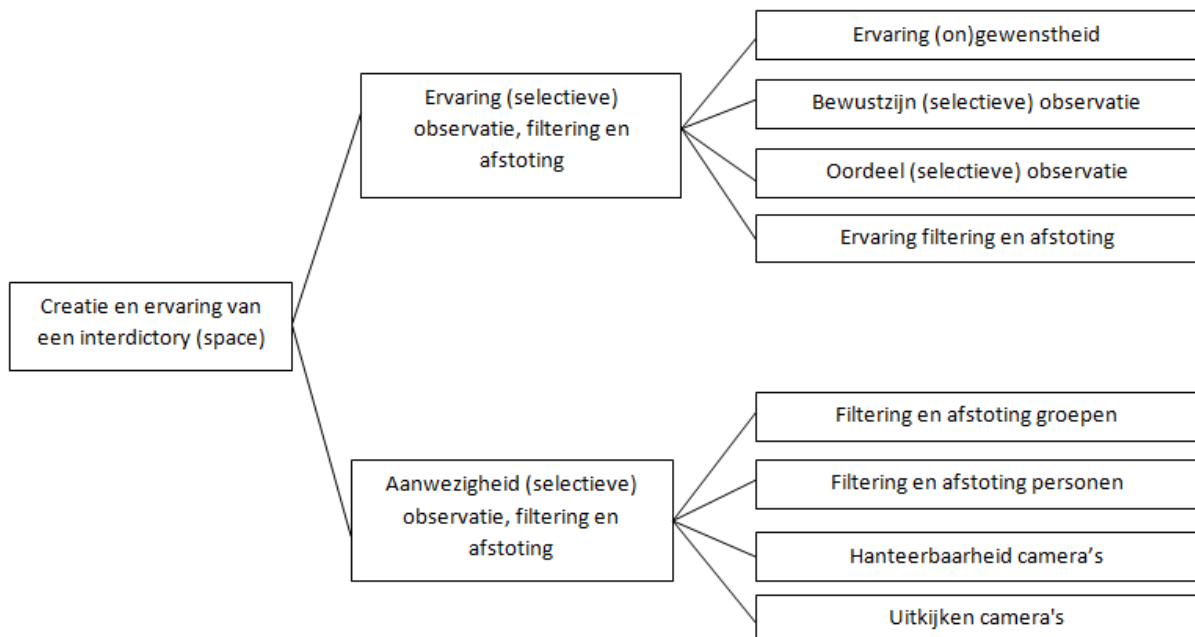 Ervaring (on)gewenstheid
Ervaring (selectieve)
observatie, filtering en
afstoting
Bewustzijn (selectieve) observatie
Oordeel (selectieve) observatie
Ervaring filtering en afstoting
Creatie en ervaring van
een interdictory (space)
Filtering en afstoting groepen
Aanwezigheid (selectieve)
observatie, filtering en
afstoting
Filtering en afstoting personen
Hanteerbaarheid camera’s
Uitkijken camera's